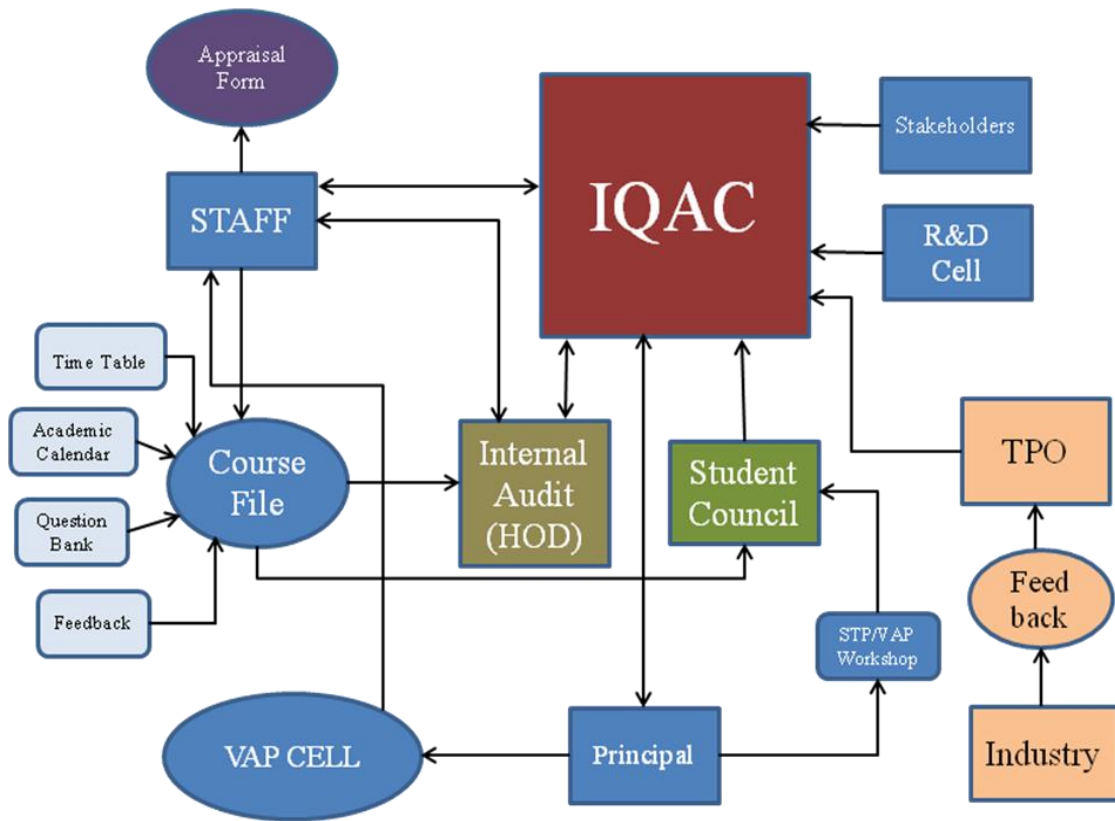 Appraisal
Form
STAFF
IQAC
Stakeholders
R&D
Cell
Time Table
Academic
Calendar
Question
Bank
Feedback
Course
File
Internal
Audit
(HOD)
Student
Council
TPO
Feed
back
STP/VAP
Workshop
VAP CELL
Principal
Industry